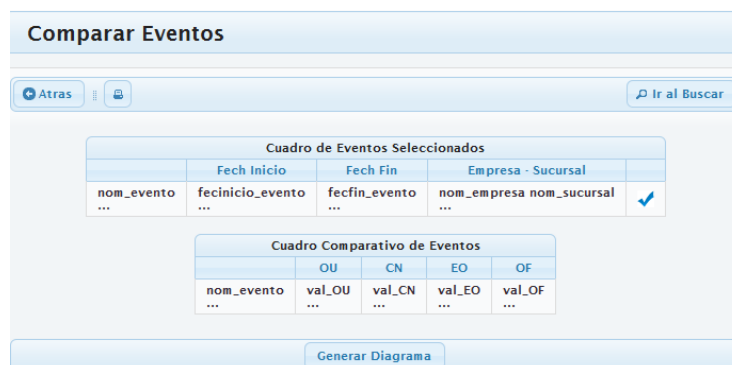 Comparar Eventos
Atras
Ir al Buscar
Cuadro de Eventos Seleccionados
Fech Inicio Fech Fin Empresa - Sucursal
nom_evento fecinicio_evento fecfin_evento nom_empresa nom_sucursal
... ... ... ...
Cuadro Comparativo de Eventos
OU CN EO OF
nom_evento val_OU val_CN val_EO val_OF
... ... ... ... ...
Generar Diagrama